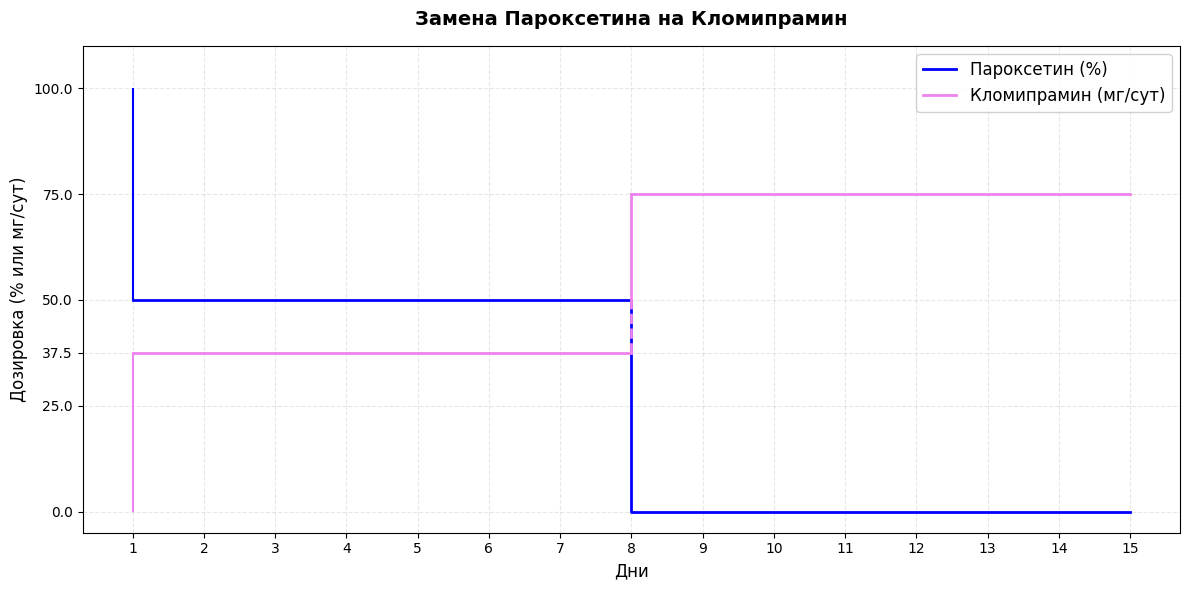 Замена Пароксетина на Кломипрамин
Пароксетин (%)
Кломипрамин (мг/сут)
Дозировка (% или мг/сут)
100.0
75.0
50.0
37.5
25.0
0.0
1 2 3 4 5 6 7 8 9 10 11 12 13 14 15
Дни